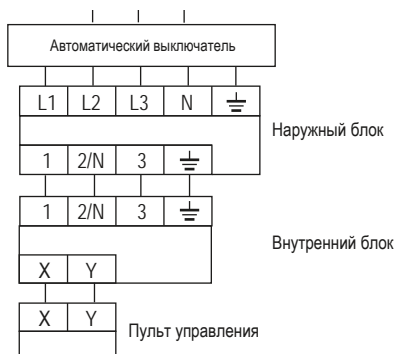 Автоматический выключатель
L1 L2 L3 N
Наружный блок
1 2/N 3
1 2/N 3
Внутренний блок
X Y
X Y
Пульт управления